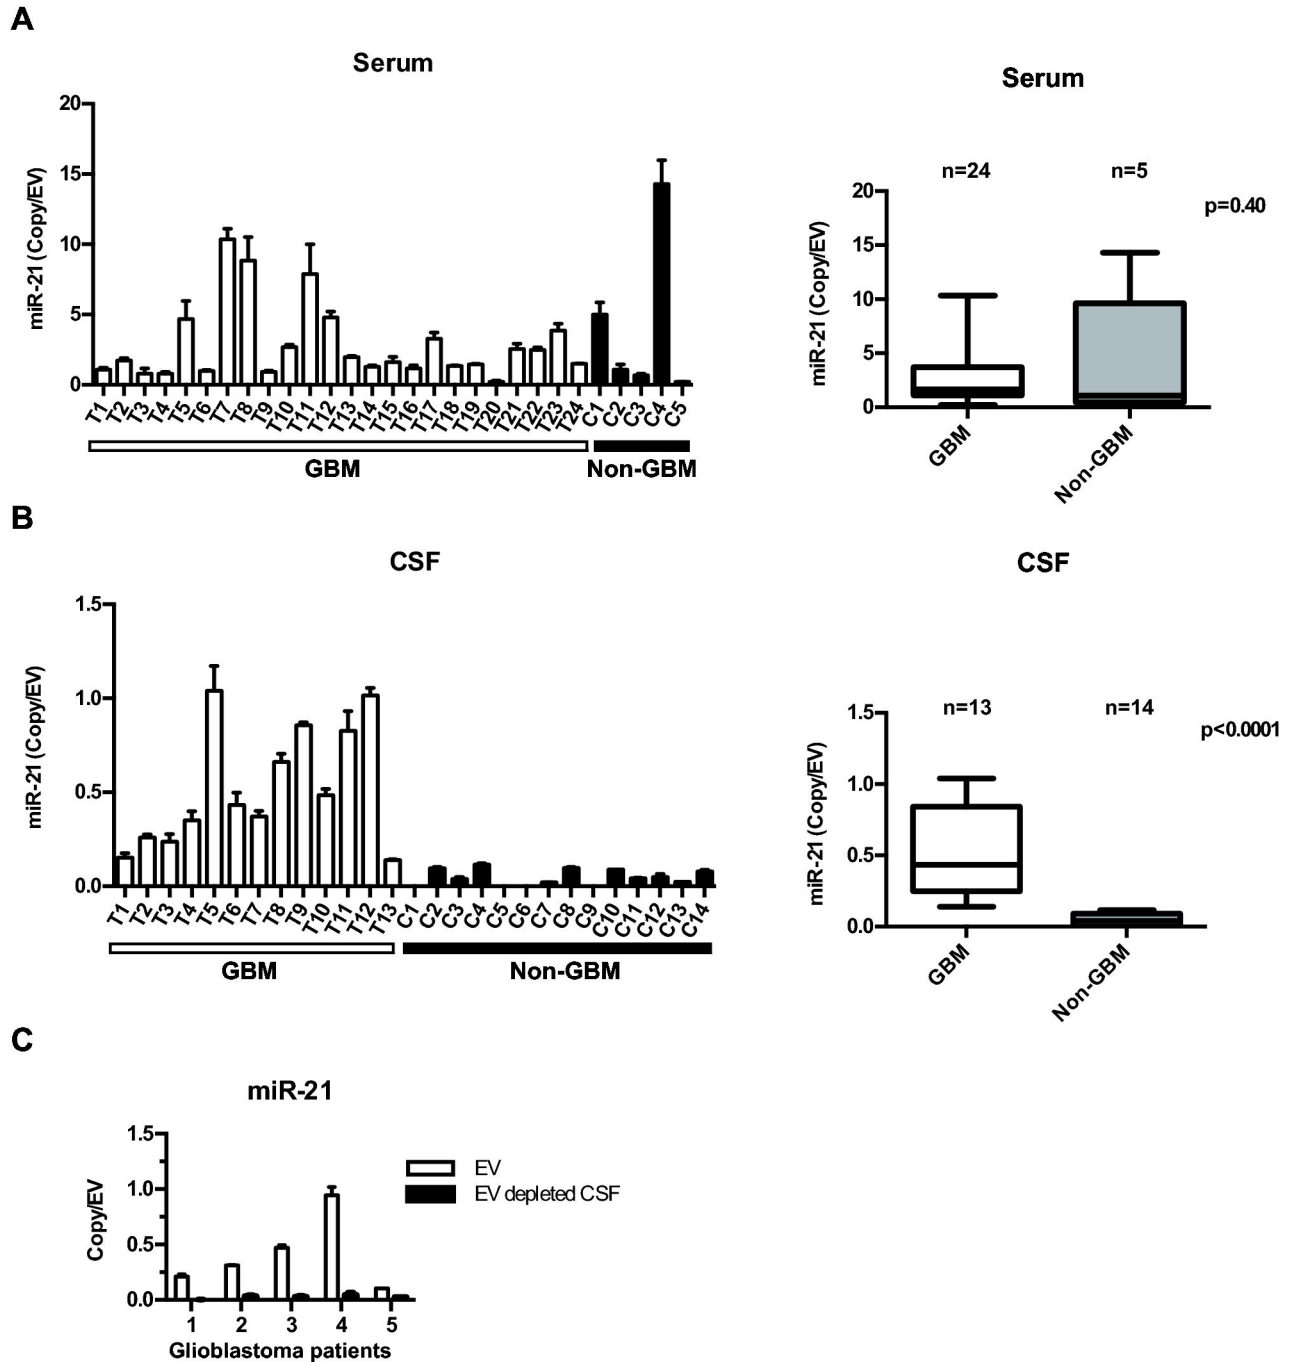 A
Serum
miR-21 (Copy/EV)
20
15
10
5
0
T1 T2 T3 T4 T5 T6 T7 T8 T9 T10 T11 T12 T13 T14 T15 T16 T17 T18 T19 T20 T21 T22 T23 T24 C1 C2 C3 C4 C5
GBM Non-GBM
Serum
n=24 n=5
p=0.40
miR-21 (Copy/EV)
20
15
10
5
0
GBM Non-GBM
B
CSF
miR-21 (Copy/EV)
1.5
1.0
0.5
0.0
T1 T2 T3 T4 T5 T6 T7 T8 T9 T10 T11 T12 T13 C1 C2 C3 C4 C5 C6 C7 C8 C9 C10 C11 C12 C13 C14
GBM Non-GBM
CSF
n=13 n=14
p<0.0001
miR-21 (Copy/EV)
1.5
1.0
0.5
0.0
GBM Non-GBM
C
miR-21
Copy/EV
1.5
1.0
0.5
0.0
1 2 3 4 5
Glioblastoma patients
EV
EV depleted CSF